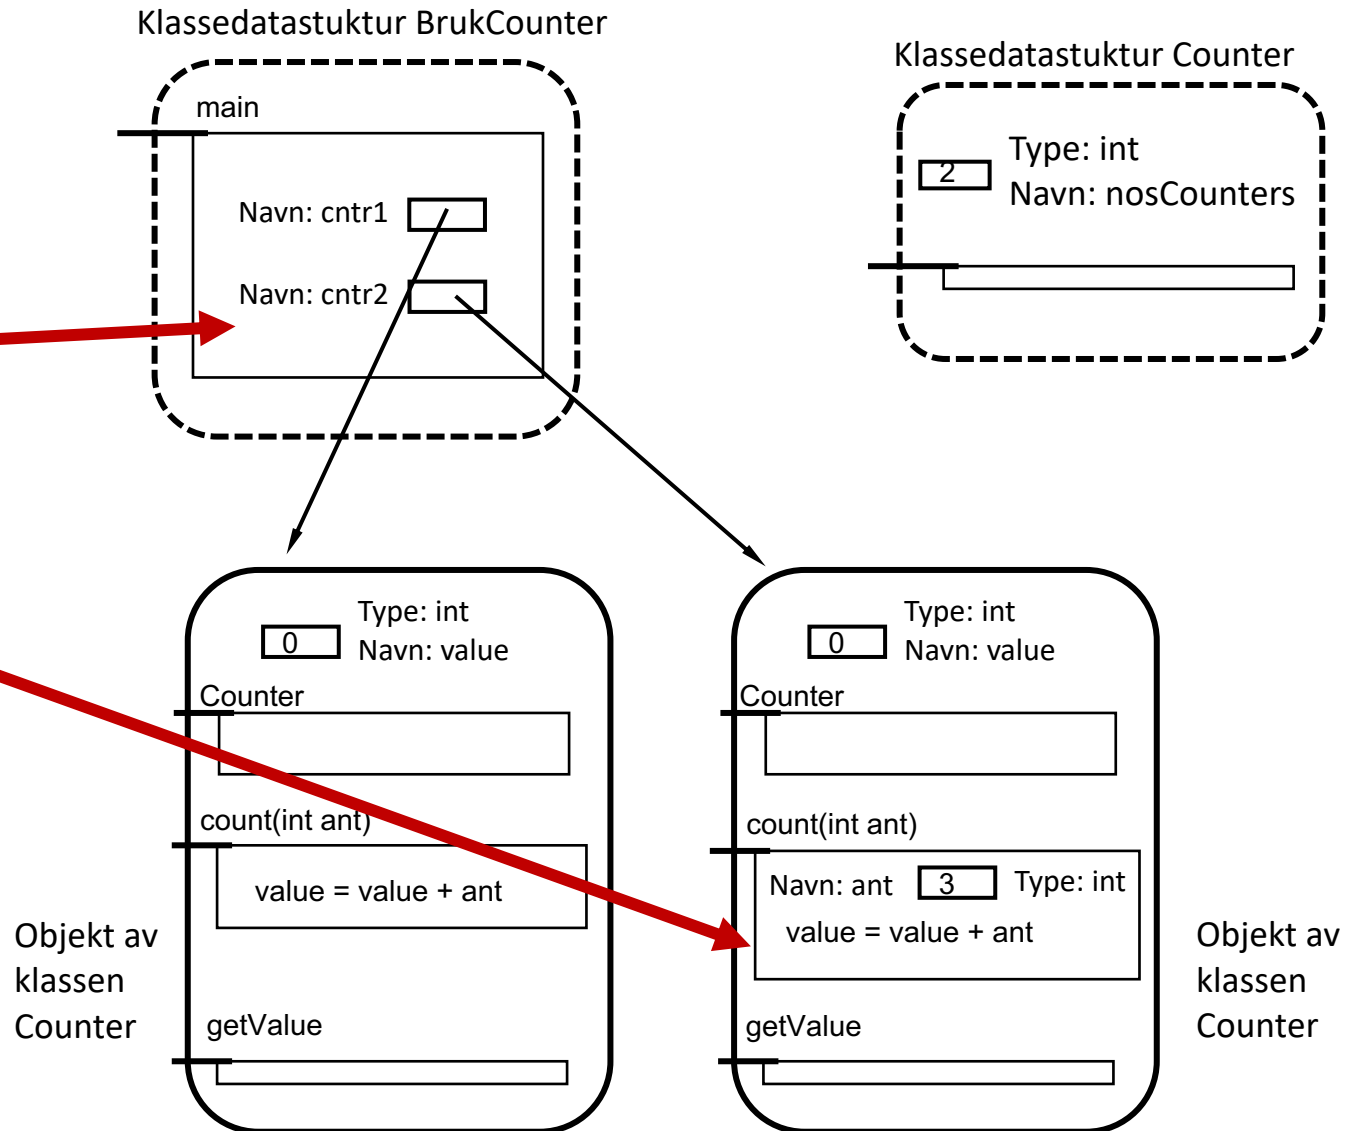 Klassedatastuktur BrukCounter
Klassedatastuktur Counter
main
Navn: cntr1
Navn: cntr2
2
Type: int
Navn: nosCounters
0
Type: int
Navn: value
Counter
count(int ant)
value = value + ant
getValue
Objekt av
klassen
Counter
0
Type: int
Navn: value
Counter
count(int ant)
Navn: ant 3 Type: int
value = value + ant
getValue
Objekt av
klassen
Counter